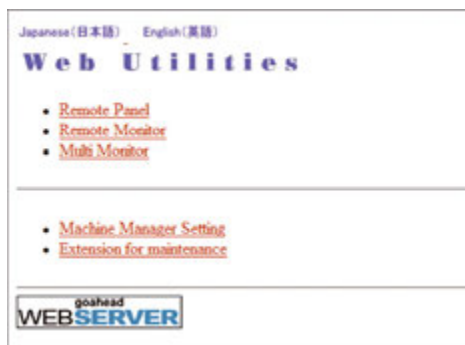 Japanese(日本語) English(英語)
Web Utilities
Remote Panel
Remote Monitor
Multi Monitor
Machine Manager Setting
Extension for maintenance
goahead
WEBSERVER